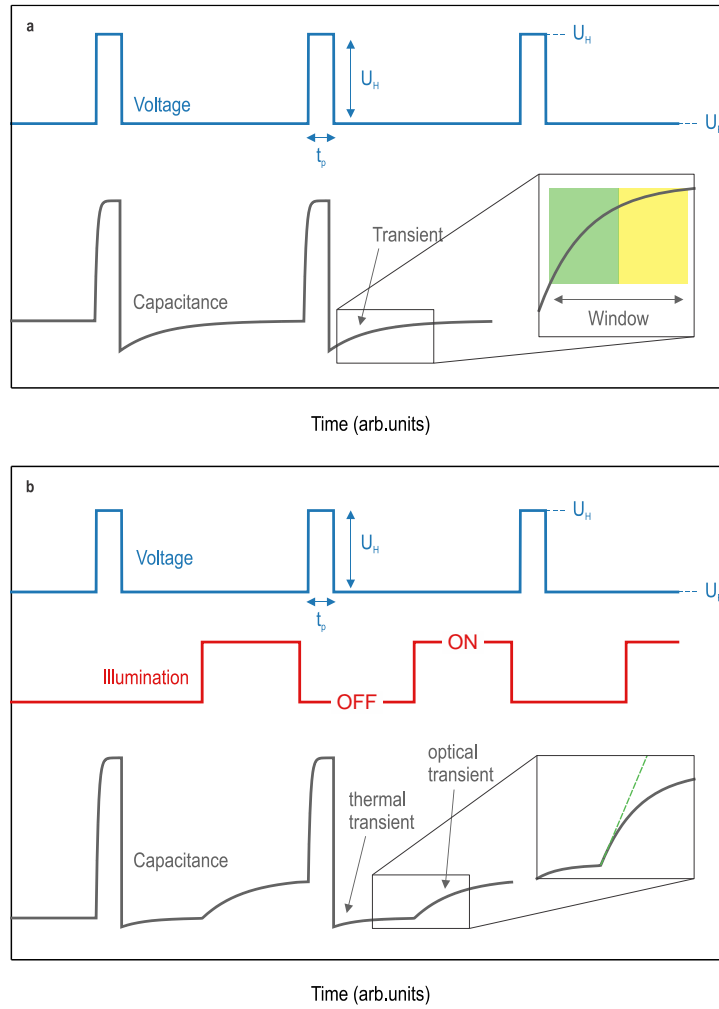 a
U_H
U_H
Voltage
t_p
Transient
Capacitance
Window
Time (arb.units)
b
U_H
U_H
Voltage
t_p
Illumination
ON
OFF
optical
transient
thermal
transient
Capacitance
Time (arb.units)